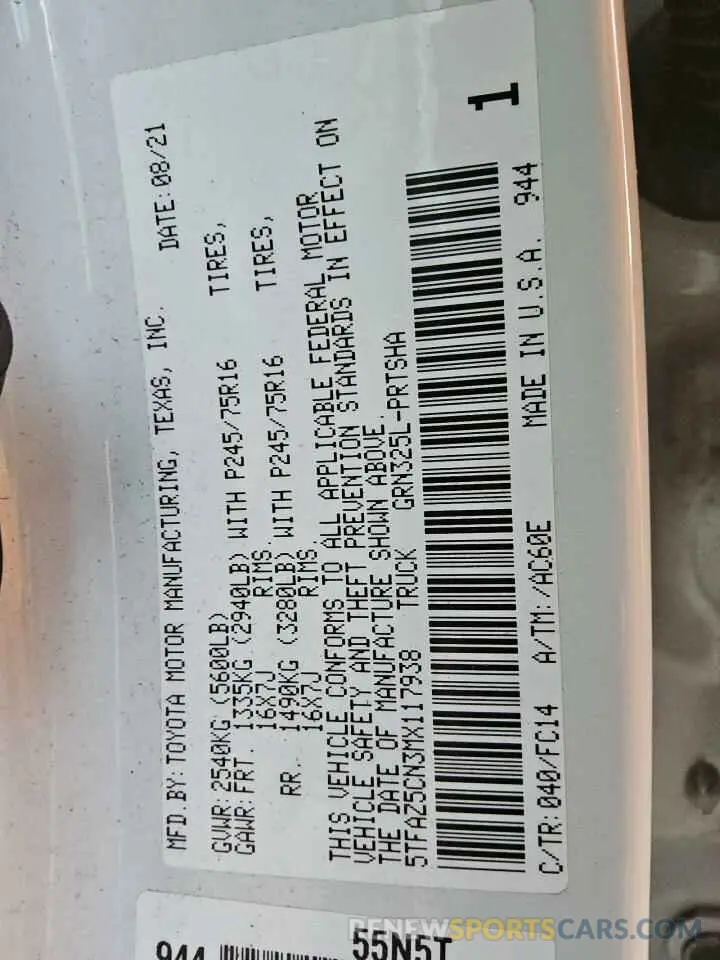 MFD.BY:TOYOTA MOTOR MANUFACTURING, TEXAS, INC. DATE:08/21
GVWR:2540KG (5600LB)
GAWR:FRT. 1335KG (2940LB) WITH P245/75R16 TIRES,
16X7J RIMS
RR. 1490KG (3280LB) WITH P245/75R16 TIRES,
16X7J RIMS
THIS VEHICLE CONFORMS TO ALL APPLICABLE FEDERAL MOTOR
VEHICLE SAFETY AND THEFT PREVENTION STANDARDS IN EFFECT ON
THE DATE OF MANUFACTURE SHOWN ABOVE.
5TFAZ5CN3MX117938 TRUCK GRN325L-PRTSHA
1
C/TR:040/FC14 A/TM:/AC60E MADE IN U.S.A. 944
944 55N5T
RENEWSPORTSCARS.COM